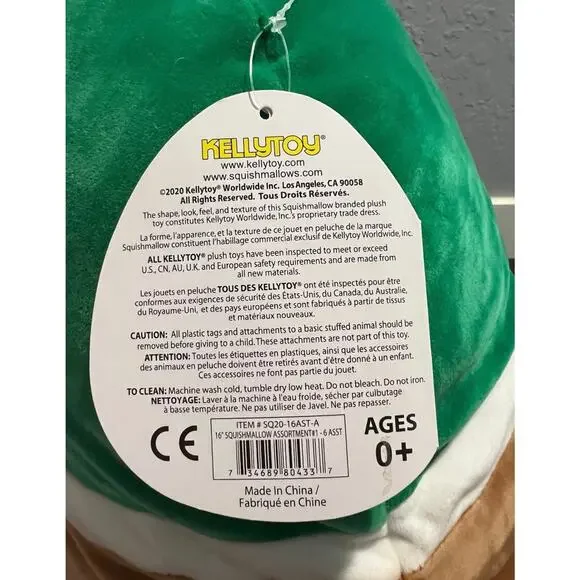 KELLYTOY®
www.kellytoy.com
www.squishmallows.com
©2020 Kellytoy® Worldwide Inc. Los Angeles, CA 90058
All Rights Reserved. Tous Droits Réservés.
The shape, look, feel, and texture of this Squishmallow branded plush
toy constitutes Kellytoy Worldwide, Inc.'s proprietary trade dress.
La forme, l'apparence, et la texture de ce jouet en peluche de la marque
Squishmallow constituent l'habillage commercial exclusif de Kellytoy Worldwide, Inc.
ALL KELLYTOY® plush toys have been inspected to meet or exceed
U.S., CN, AU, U.K. and European safety requirements and are made from
all new materials.
Les jouets en peluche TOUS DES KELLYTOY® ont été inspectés pour être
conformes aux exigences de sécurité des États-Unis, du Canada, du Australie,
du Royaume-Uni, et des pays européens et sont fabriqués à partir de tissus
et matériaux nouveaux.
CAUTION: All plastic tags and attachments to a basic stuffed animal should be
removed before giving to a child. These attachments are not part of this toy.
ATTENTION: Toutes les étiquettes en plastiques, ainsi que les accessoires
des animaux en peluche doivent être retirés avant d'être donné à un enfant.
Ces accessoires ne font pas partie du jouet.
TO CLEAN: Machine wash cold, tumble dry low heat. Do not bleach. Do not iron.
NETTOYAGE: Laver à la machine à l'eau froide, sécher par culbutage
à basse température. Ne pas utiliser de Javel. Ne pas repasser.
CE
ITEM # SQ20-16AST-A
16" SQUISHMALLOW ASSORTMENT#1 - 6 ASST
7 34689 80433 7
AGES
0+
Made In China /
Fabriqué en Chine